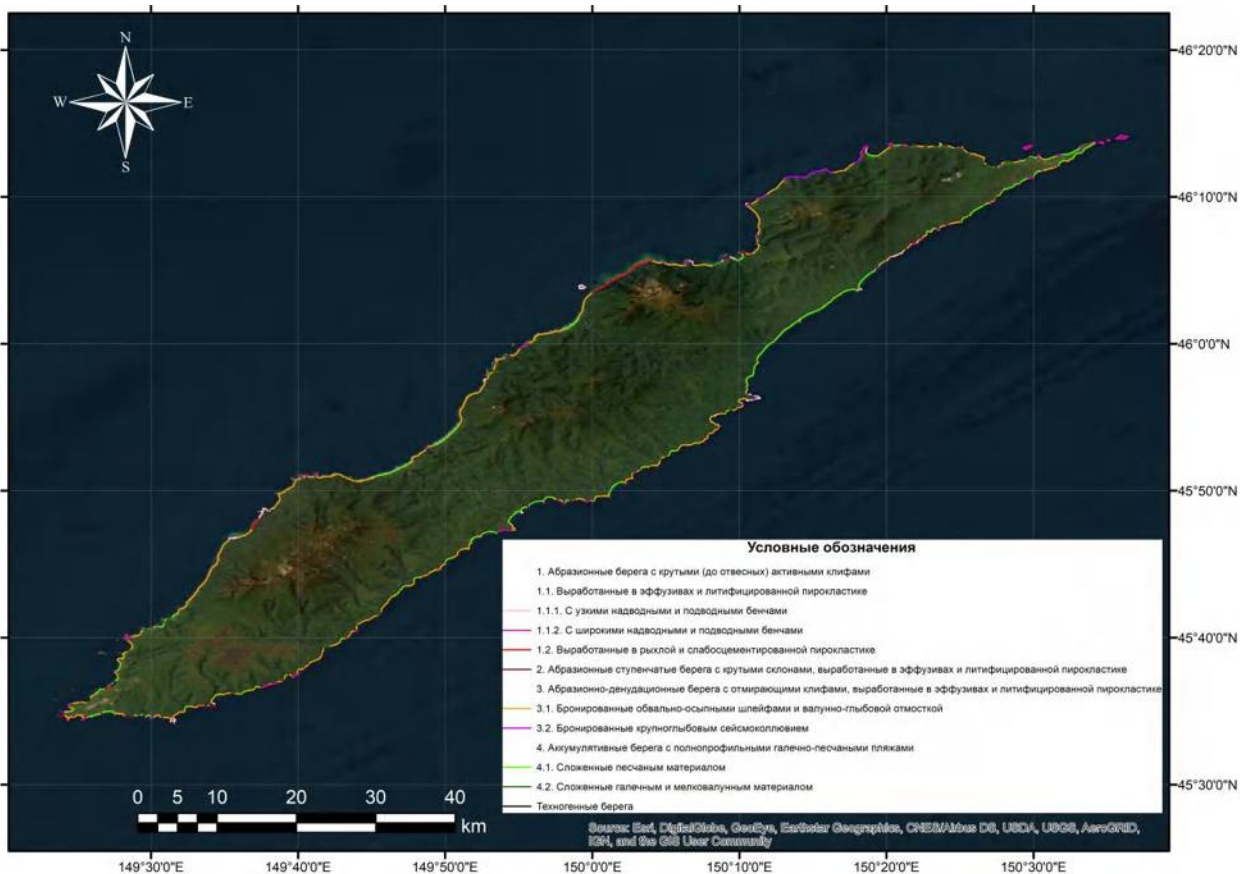 N
W E
S
46°20'0"N
46°10'0"N
46°0'0"N
45°50'0"N
45°40'0"N
45°30'0"N
Условные обозначения
1. Абразионные берега с крутыми (до отвесных) активными клифами
1.1. Выработанные в эффузивах и литифицированной пирокластике
1.1.1. С узкими надводными и подводными бенчами
1.1.2. С широкими надводными и подводными бенчами
1.2. Выработанные в рыхлой и слабосцементированной пирокластике
2. Абразионные ступенчатые берега с крутыми склонами, выработанные в эффузивах и литифицированной пирокластике
3. Абразионно-денудационные берега с отмирающими клифами, выработанные в эффузивах и литифицированной пирокластике
3.1. Бронированные обвально-осыпными шлейфами и валунно-глыбовой отмосткой
3.2. Бронированные крупноглыбовым сейсмоколлювием
4. Аккумулятивные берега с полнопрофильными галечно-песчаными пляжами
4.1. Сложенные песчаным материалом
4.2. Сложенные галечным и мелковалунным материалом
Техногенные берега
0 5 10 20 30 40
km
Source: Esri, DigitalGlobe, GeoEye, Earthstar Geographics, CNES/Airbus DS, USDA, USGS, AeroGRID,
IGN, and the GIS User Community
149°30'0"E 149°40'0"E 149°50'0"E 150°0'0"E 150°10'0"E 150°20'0"E 150°30'0"E